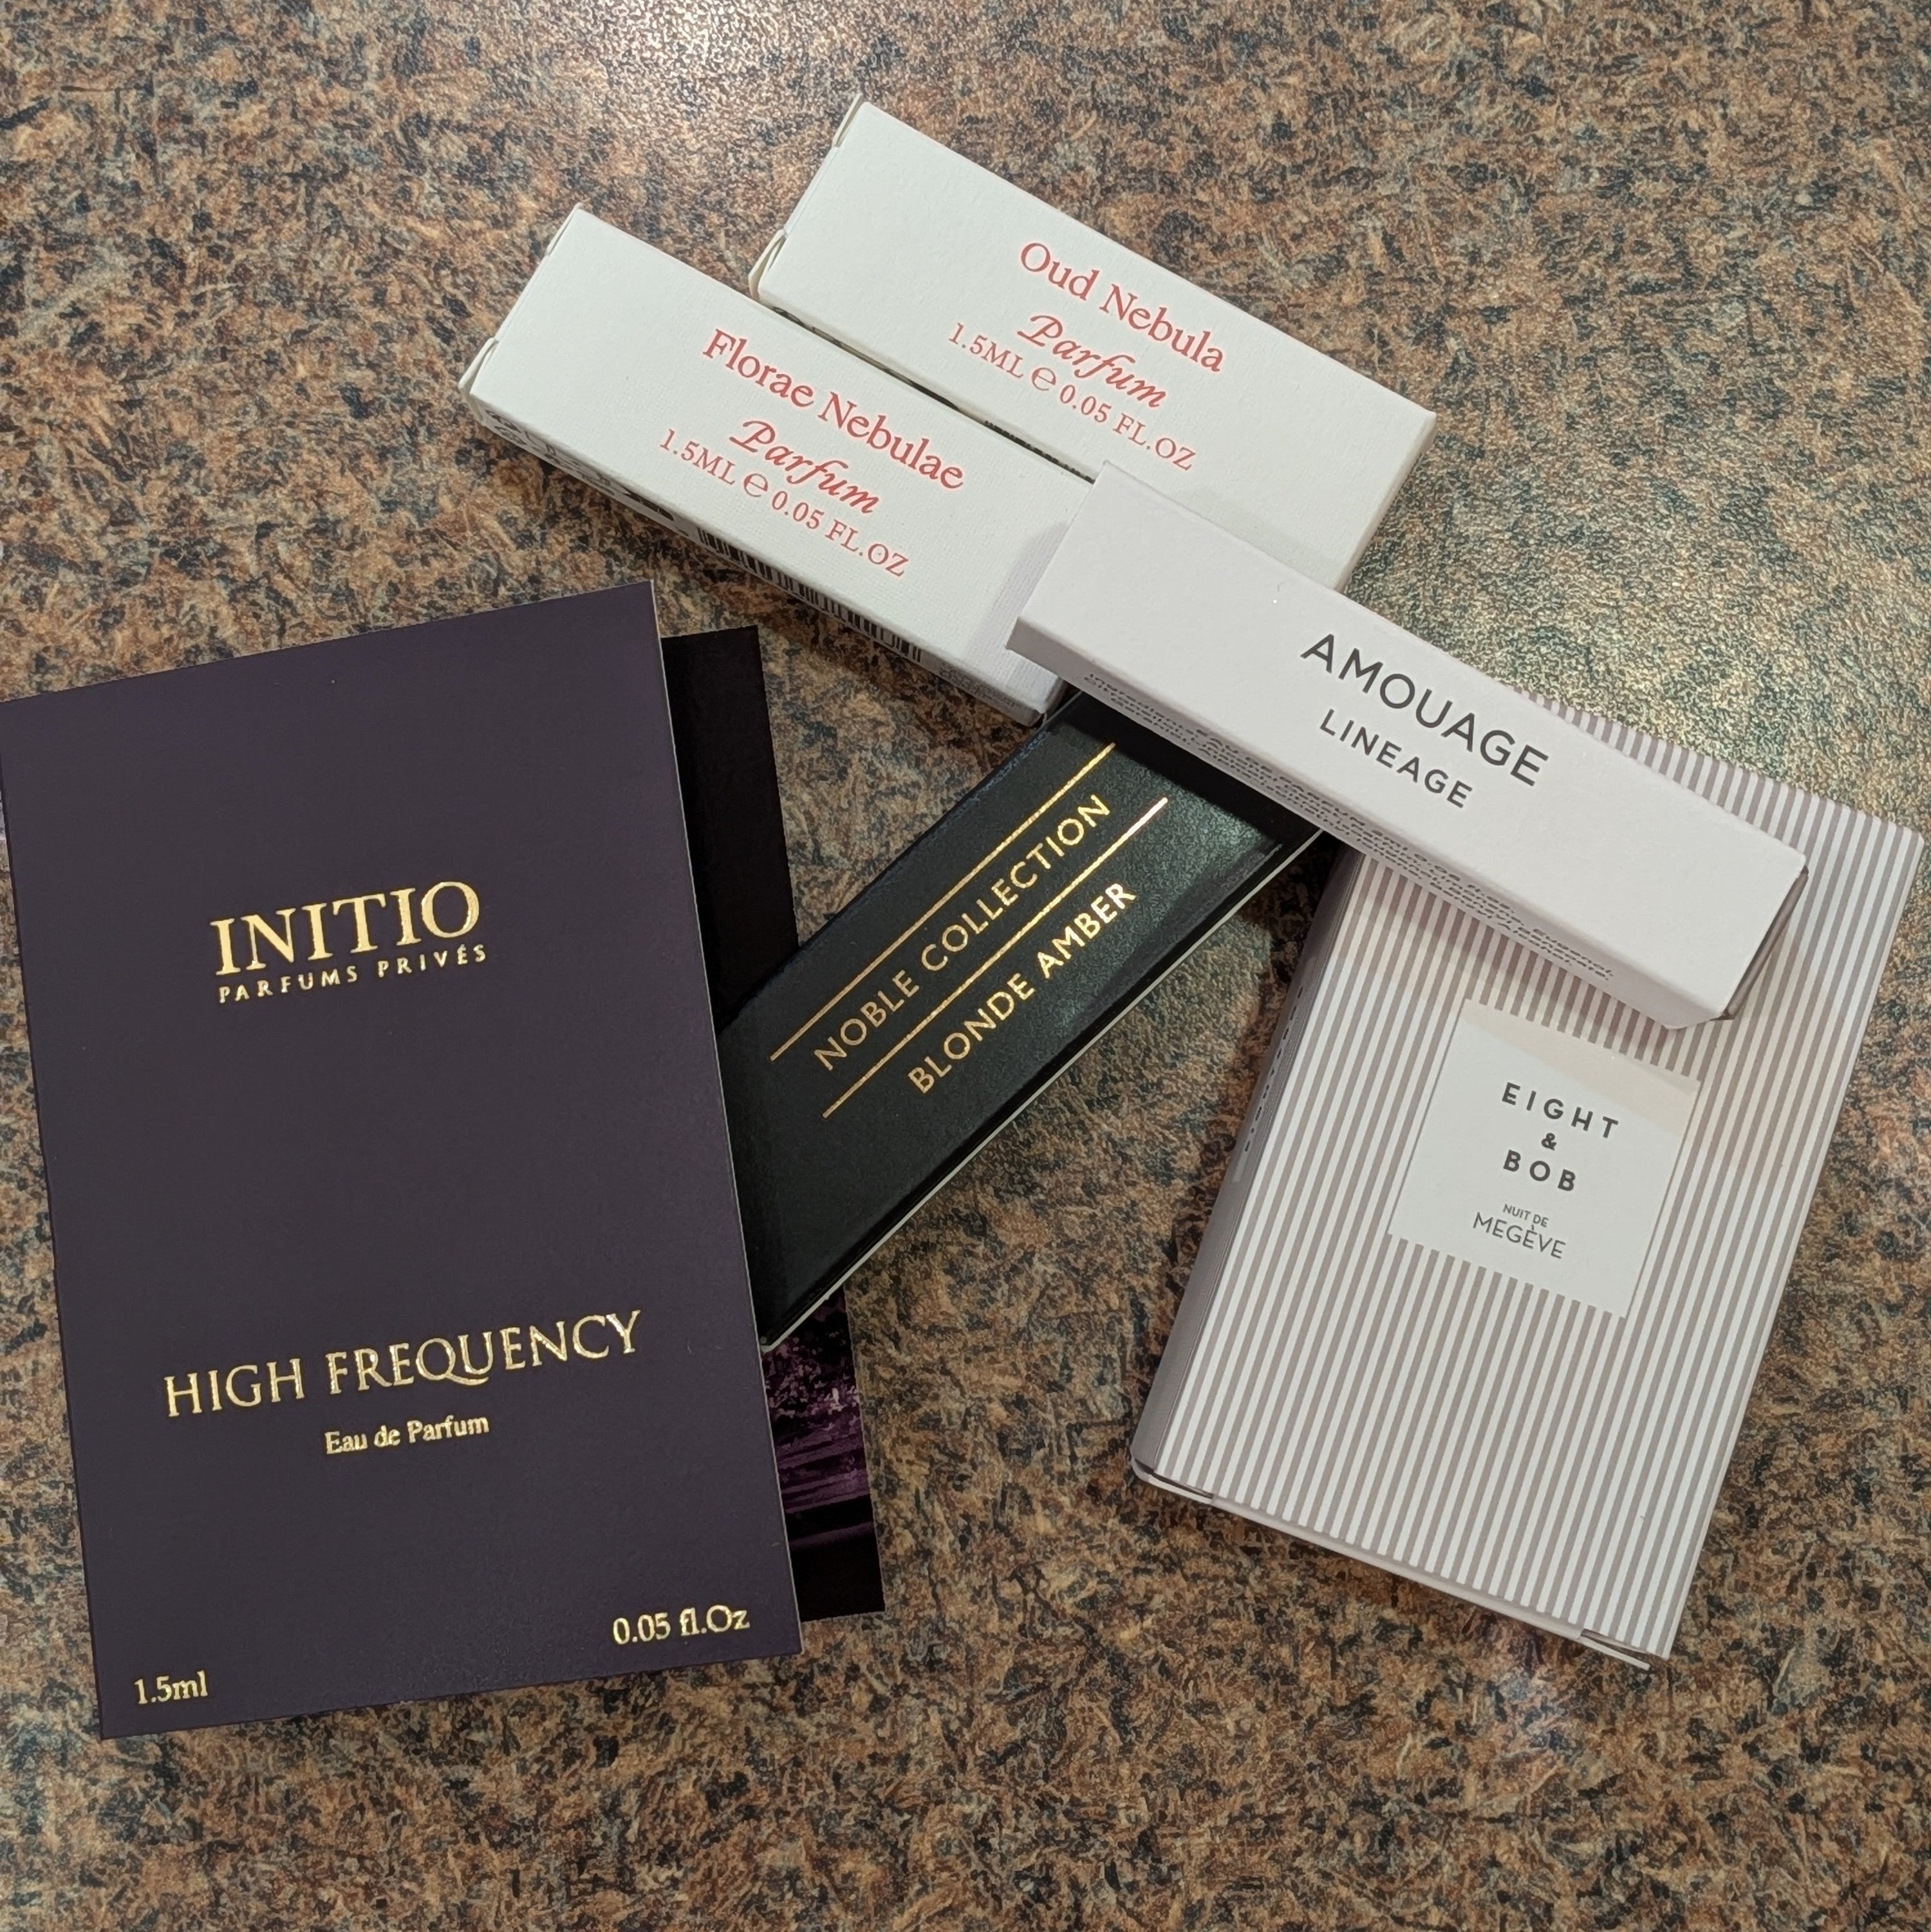 Oud Nebula
Parfum
1.5ML ℮ 0.05 FL.OZ
Florae Nebulae
Parfum
1.5ML ℮ 0.05 FL.OZ
AMOUAGE
LINEAGE
NOBLE COLLECTION
BLONDE AMBER
INITIO
PARFUMS PRIVÉS
HIGH FREQUENCY
Eau de Parfum
0.05 fl.Oz
1.5ml
EIGHT
&
BOB
NUIT DE
MEGÈVE